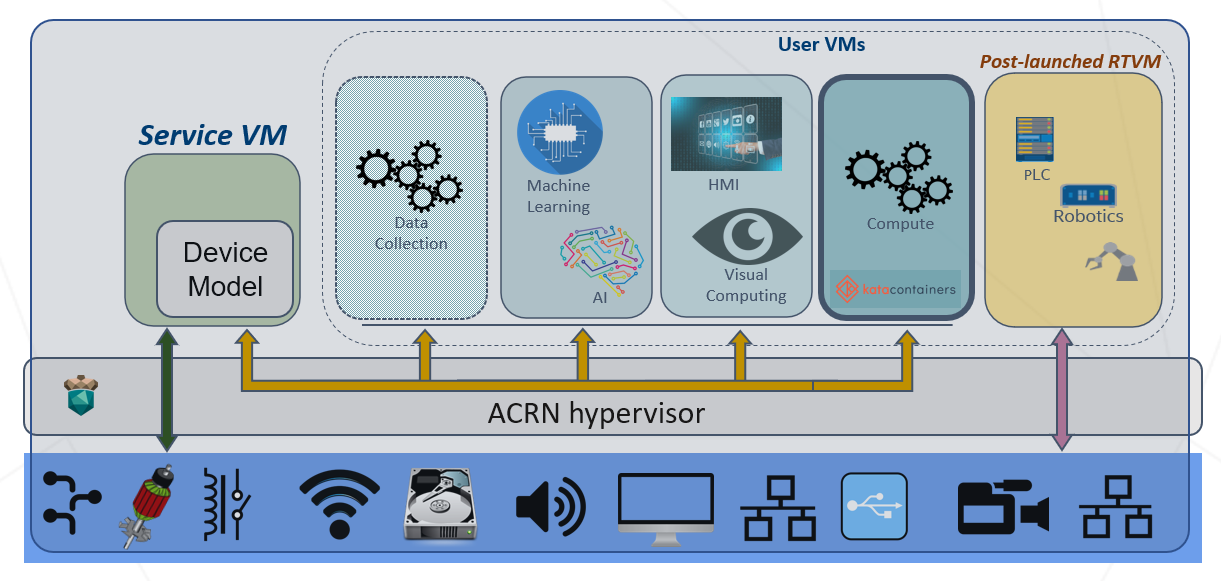 User VMs
Post-launched RTVM
Service VM
Device
Model
Data
Collection
Machine
Learning
AI
HMI
Visual
Computing
Compute
katacontainers
PLC
Robotics
ACRN hypervisor